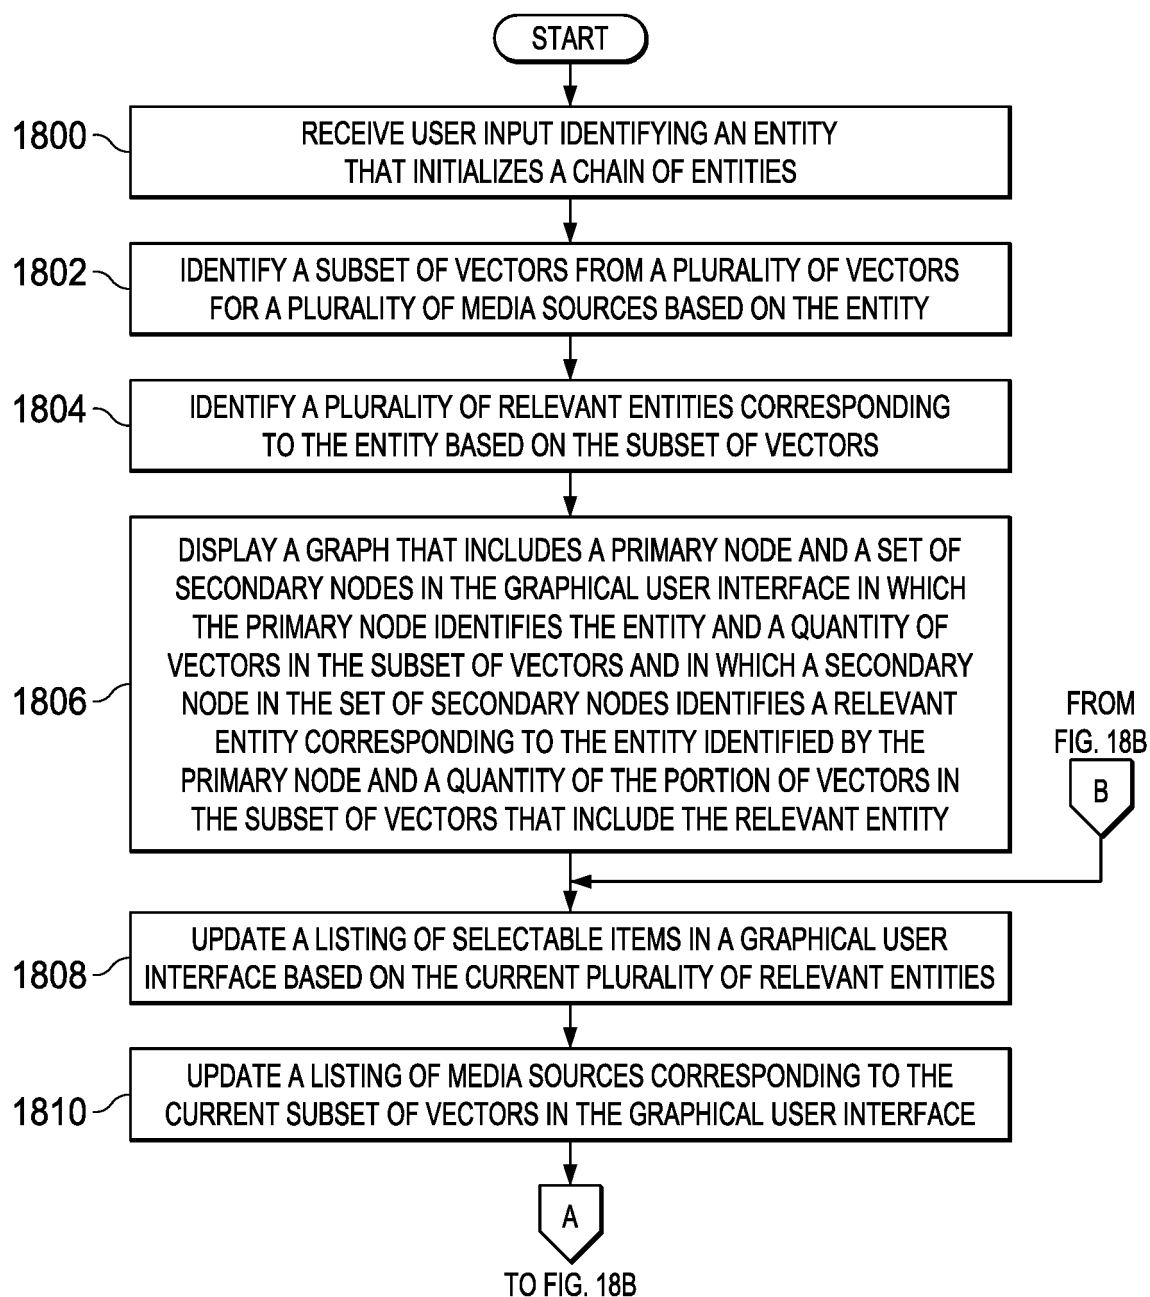 START
1800
RECEIVE USER INPUT IDENTIFYING AN ENTITY
THAT INITIALIZES A CHAIN OF ENTITIES
1802
IDENTIFY A SUBSET OF VECTORS FROM A PLURALITY OF VECTORS
FOR A PLURALITY OF MEDIA SOURCES BASED ON THE ENTITY
1804
IDENTIFY A PLURALITY OF RELEVANT ENTITIES CORRESPONDING
TO THE ENTITY BASED ON THE SUBSET OF VECTORS
1806
DISPLAY A GRAPH THAT INCLUDES A PRIMARY NODE AND A SET OF
SECONDARY NODES IN THE GRAPHICAL USER INTERFACE IN WHICH
THE PRIMARY NODE IDENTIFIES THE ENTITY AND A QUANTITY OF
VECTORS IN THE SUBSET OF VECTORS AND IN WHICH A SECONDARY
NODE IN THE SET OF SECONDARY NODES IDENTIFIES A RELEVANT
ENTITY CORRESPONDING TO THE ENTITY IDENTIFIED BY THE
PRIMARY NODE AND A QUANTITY OF THE PORTION OF VECTORS IN
THE SUBSET OF VECTORS THAT INCLUDE THE RELEVANT ENTITY
FROM
FIG. 18B
B
1808
UPDATE A LISTING OF SELECTABLE ITEMS IN A GRAPHICAL USER
INTERFACE BASED ON THE CURRENT PLURALITY OF RELEVANT ENTITIES
1810
UPDATE A LISTING OF MEDIA SOURCES CORRESPONDING TO THE
CURRENT SUBSET OF VECTORS IN THE GRAPHICAL USER INTERFACE
A
TO FIG. 18B